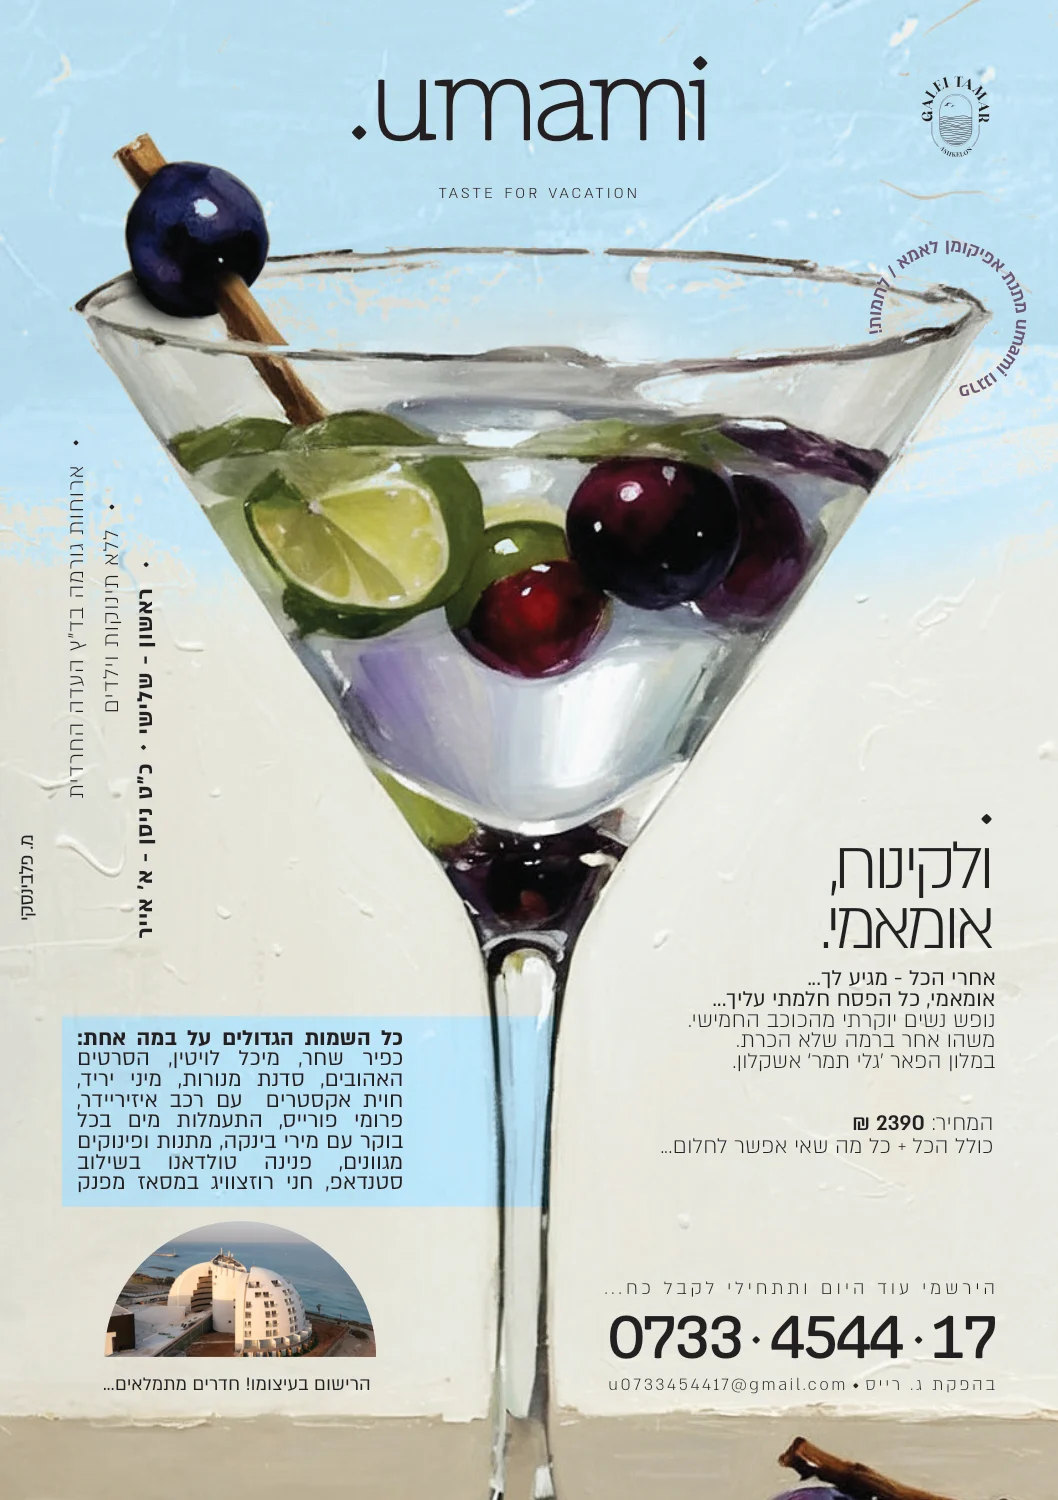 umami.
TASTE FOR VACATION
GALEI TAMAR
ASHKELON
פרגנו umami מתנת אפיקומן לאמא / לחמות!
ארוחות גורמה בד"ץ העדה החרדית
ללא תינוקות וילדים
ראשון - שלישי • כ"ט ניסן - א' אייר
מ. פלבינסקי
ולקינוח,
אומאמי.
אחרי הכל - מגיע לך...
אומאמי, כל הפסח חלמתי עליך...
נופש נשים יוקרתי מהכוכב החמישי.
משהו אחר ברמה שלא הכרת.
במלון הפאר 'גלי תמר' אשקלון.
המחיר: 2390 ₪
כולל הכל + כל מה שאי אפשר לחלום...
כל השמות הגדולים על במה אחת:
כפיר שחר, מיכל לויטין, הסרטים
האהובים, סדנת מנורות, מיני יריד,
חוית אקסטרים עם רכב איזיריידר,
פרומי פורייס, התעמלות מים בכל
בוקר עם מירי בינקה, מתנות ופינוקים
מגוונים, פנינה טולדאנו בשילוב
סטנדאפ, חני רוזצוויג במסאז מפנק
הרישום בעיצומו! חדרים מתמלאים...
הירשמי עוד היום ותתחילי לקבל כח...
0733·4544·17
בהפקת ג. רייס • u0733454417@gmail.com